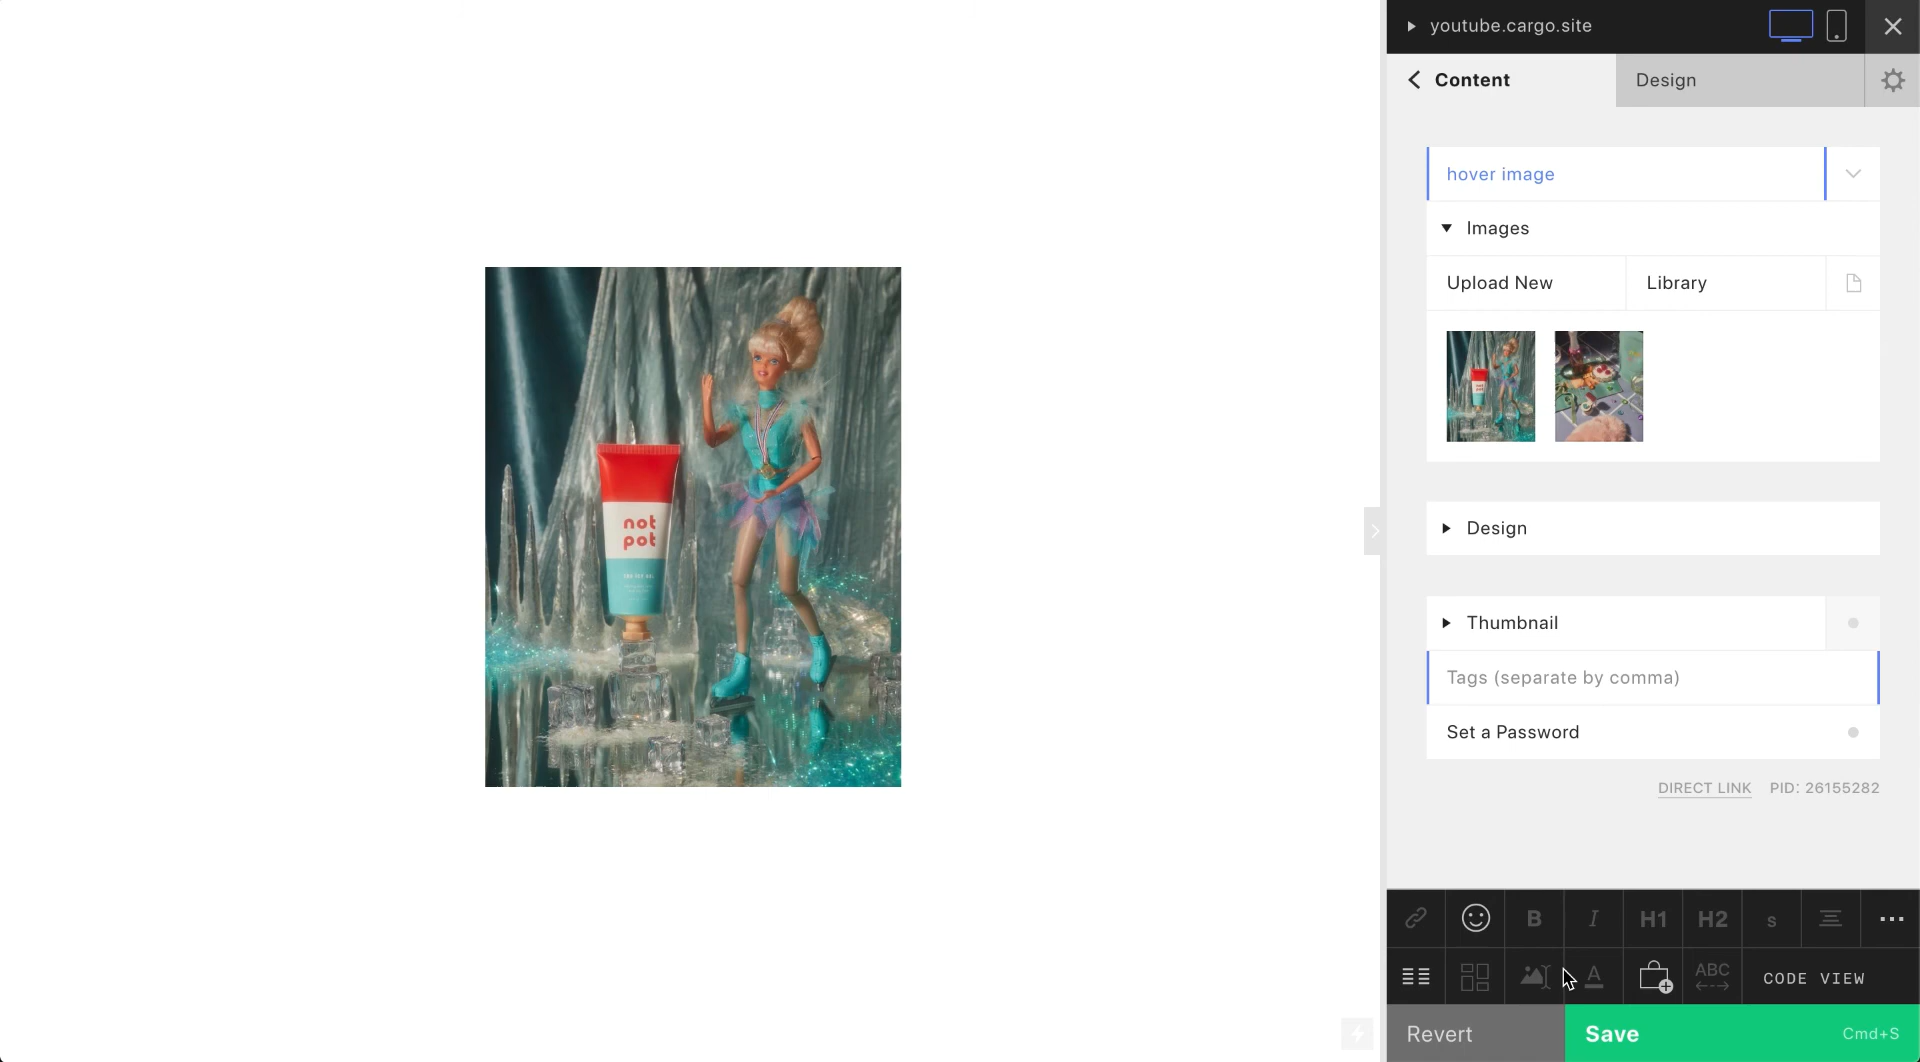 youtube.cargo.site
Content
Design
hover image
Images
Upload New
Library
not
pot
Design
Thumbnail
Tags (separate by comma)
Set a Password
DIRECT LINK
PID: 26155282
B
I
H1
H2
s
A
ABC
CODE VIEW
Revert
Save
Cmd+S